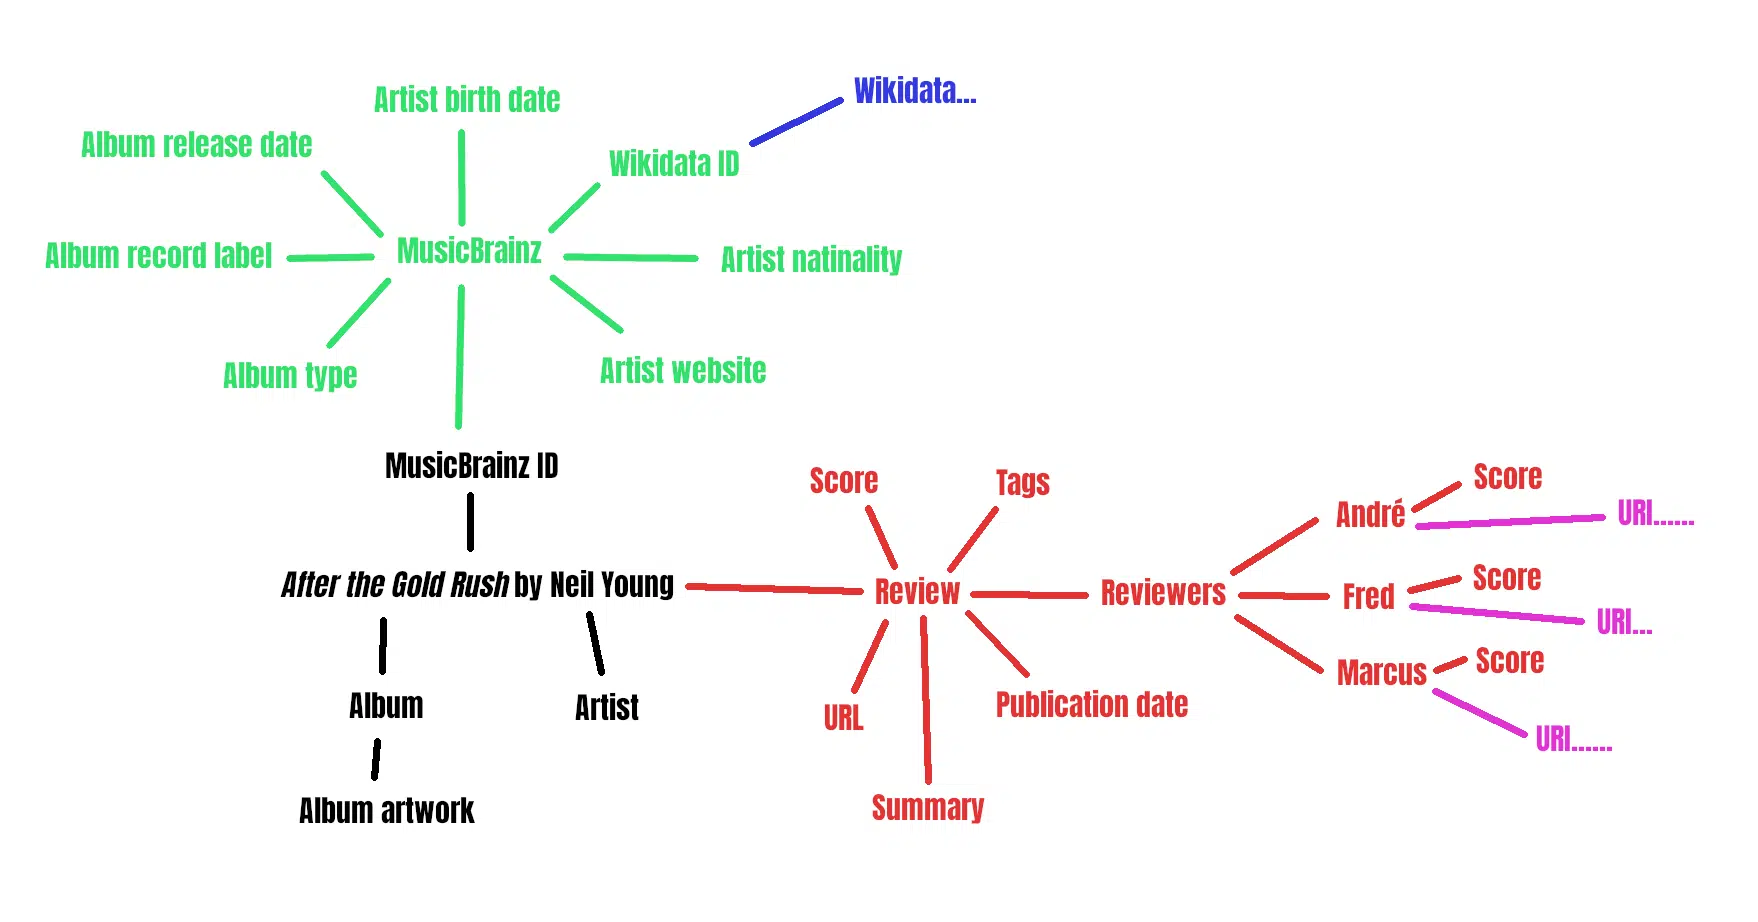 Wikidata...
Artist birth date
Album release date
Wikidata ID
MusicBrainz
Album record label
Artist natinality
Album type
Artist website
MusicBrainz ID
After the Gold Rush by Neil Young
Album
Artist
Album artwork
Score
Tags
Review
Reviewers
URL
Publication date
Summary
André
Score
URI......
Fred
Score
URI...
Marcus
Score
URI......